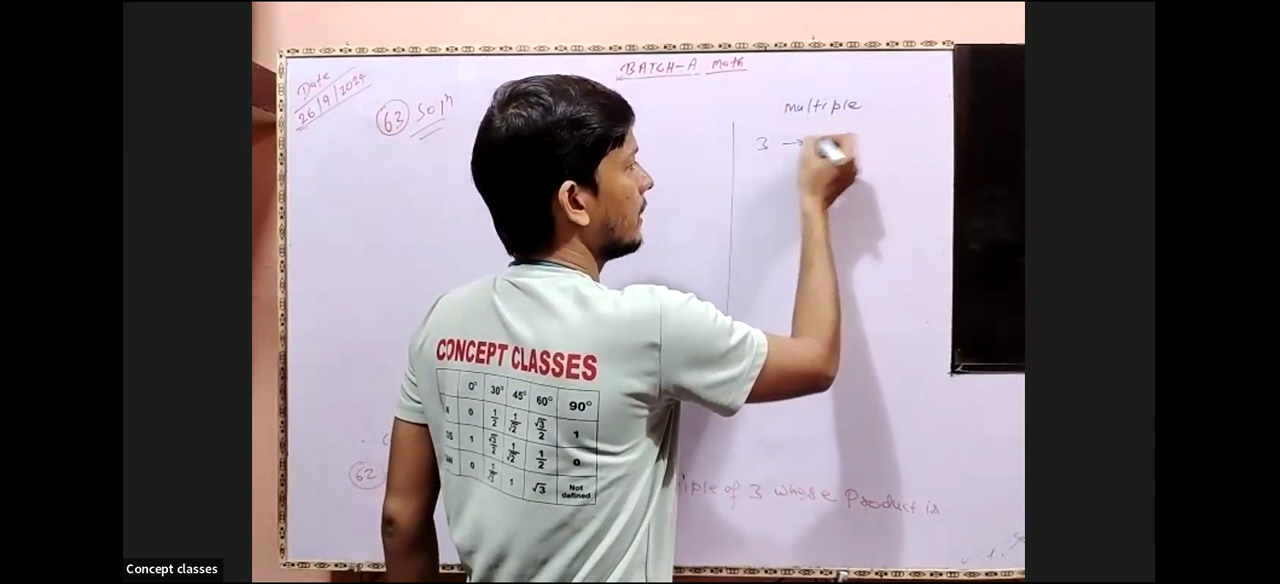 BATCH-A Math
Date
26/9/2024
63 Solⁿ
Multiple
3 →
CONCEPT CLASSES
0° 30° 45° 60° 90°
0 1/2 1/√2 √3/2 1
1 √3/2 1/√2 1/2 0
0 1/√3 1 √3 Not defined
62
iple of 3 whose Product is
Concept classes